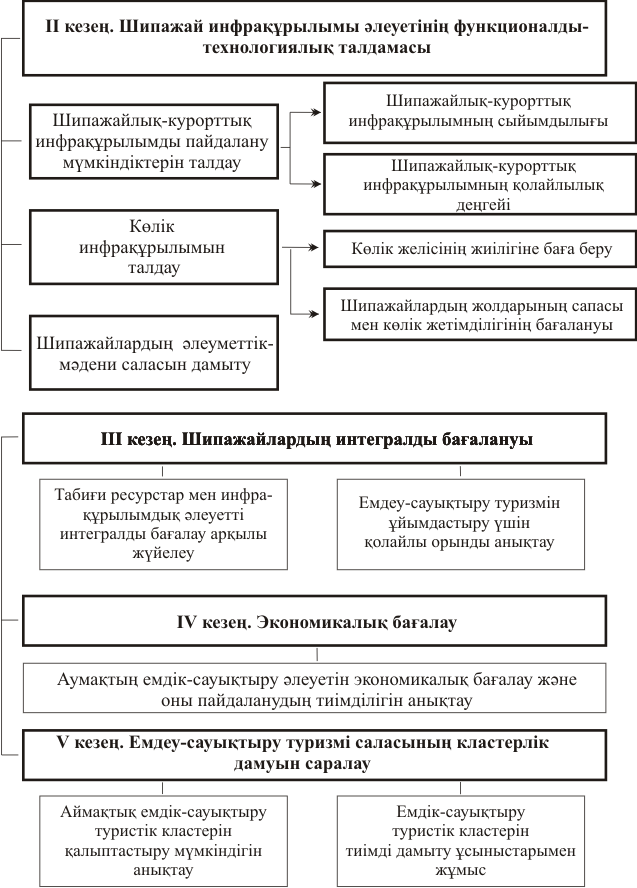 II кезең. Шипажай инфрақұрылымы әлеуетінің функционалды-
технологиялық талдамасы
Шипажайлық-курорттық
инфрақұрылымды пайдалану
мүмкіндіктерін талдау
Шипажайлық-курорттық
инфрақұрылымның сыйымдылығы
Шипажайлық-курорттық
инфрақұрылымның қолайлылық
деңгейі
Көлік
инфрақұрылымын
талдау
Көлік желісінің жиілігіне баға беру
Шипажайлардың жолдарының сапасы
мен көлік жетімділігінің бағалануы
Шипажайлардың әлеуметтік-
мәдени саласын дамыту
III кезең. Шипажайлардың интегралды бағалануы
Табиғи ресурстар мен инфра-
құрылымдық әлеуетті
интегралды бағалау арқылы
жүйелеу
Емдеу-сауықтыру туризмін
ұйымдастыру үшін
қолайлы орынды анықтау
IV кезең. Экономикалық бағалау
Аумақтың емдік-сауықтыру әлеуетін экономикалық бағалау және
оны пайдаланудың тиімділігін анықтау
V кезең. Емдеу-сауықтыру туризмі саласының кластерлік
дамуын саралау
Аймақтық емдік-сауықтыру
туристік кластерін
қалыптастыру мүмкіндігін
анықтау
Емдік-сауықтыру
туристік кластерін
тиімді дамыту ұсыныстарымен
жұмыс